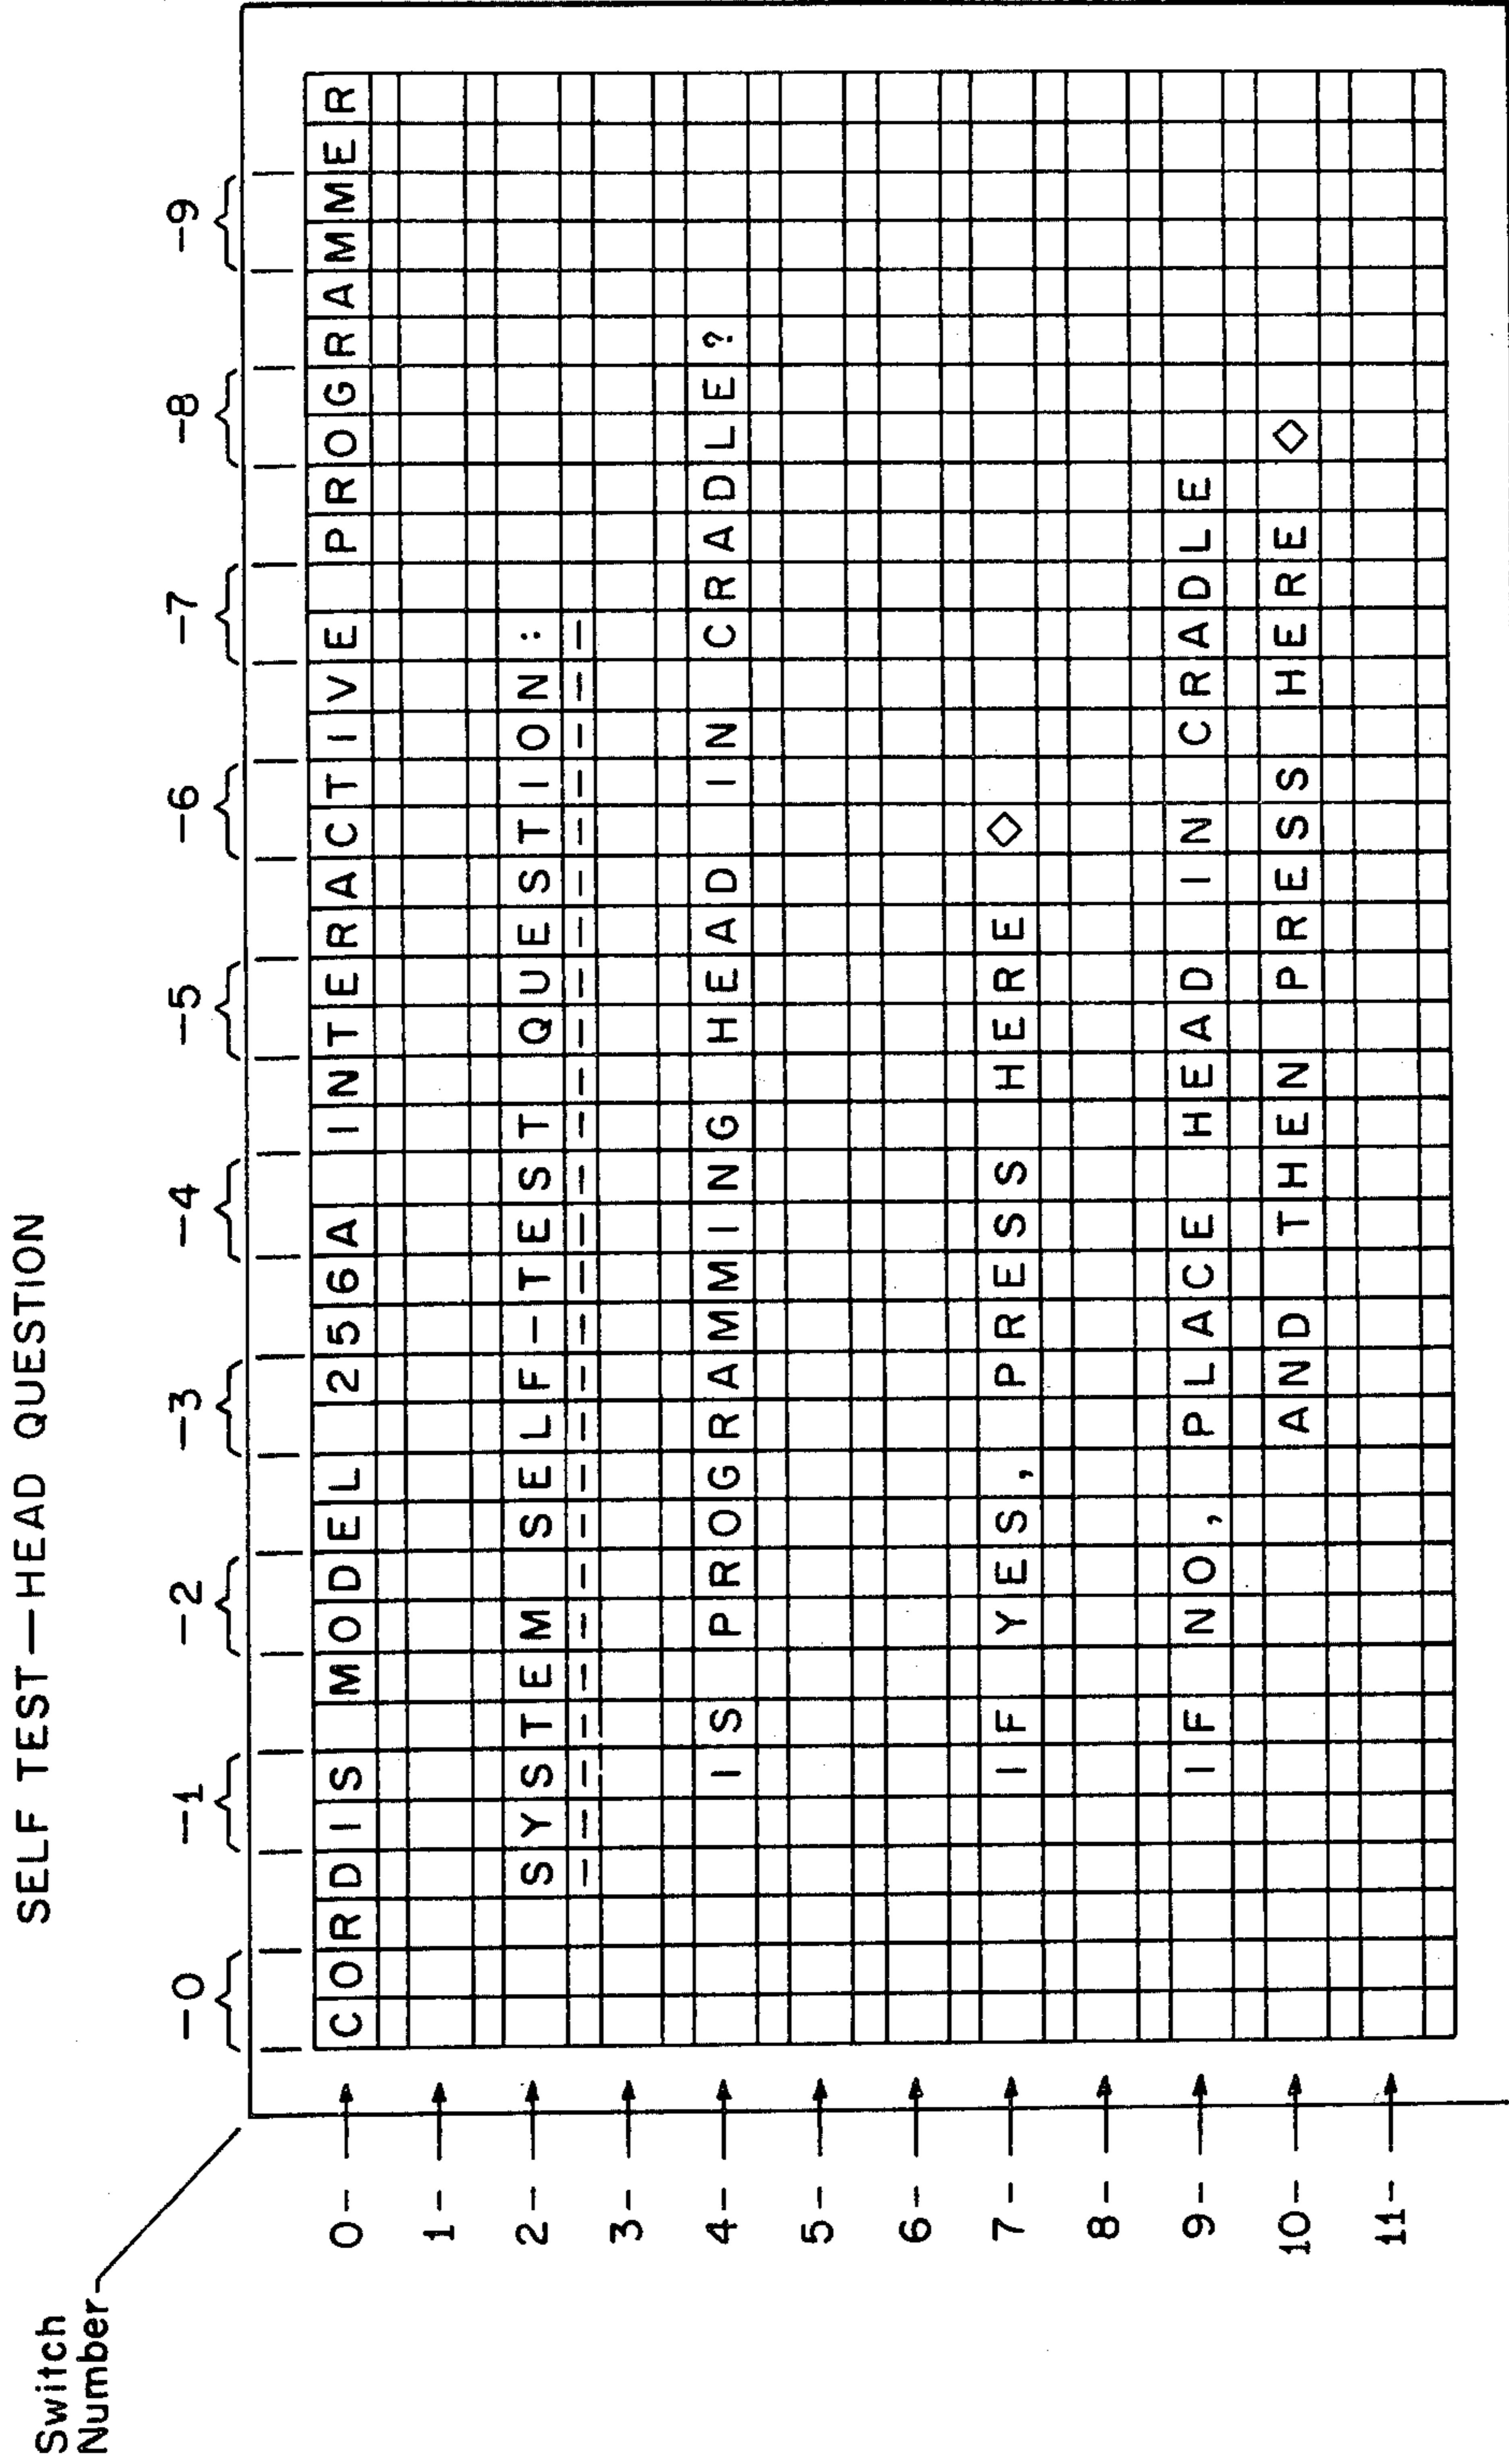 SELF TEST—HEAD QUESTION
Switch
Number
-0 -1 -2 -3 -4 -5 -6 -7 -8 -9
0- CORDIS MODEL 256A INTERACTIVE PROGRAMMER
1-
2- SYSTEM SELF-TEST QUESTION:
--------------------------
3-
4- IS PROGRAMMING HEAD IN CRADLE?
5-
6-
7- IF YES, PRESS HERE ◇
8-
9- IF NO, PLACE HEAD IN CRADLE
10- AND THEN PRESS HERE ◇
11-